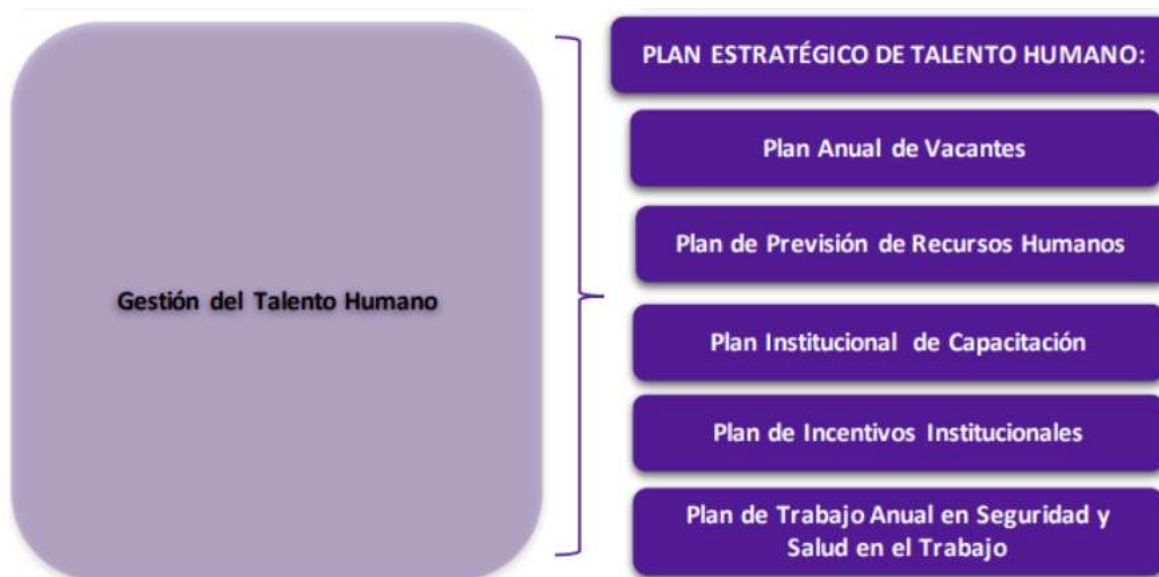 PLAN ESTRATÉGICO DE TALENTO HUMANO:
Plan Anual de Vacantes
Plan de Previsión de Recursos Humanos
Gestión del Talento Humano
Plan Institucional de Capacitación
Plan de Incentivos Institucionales
Plan de Trabajo Anual en Seguridad y
Salud en el Trabajo